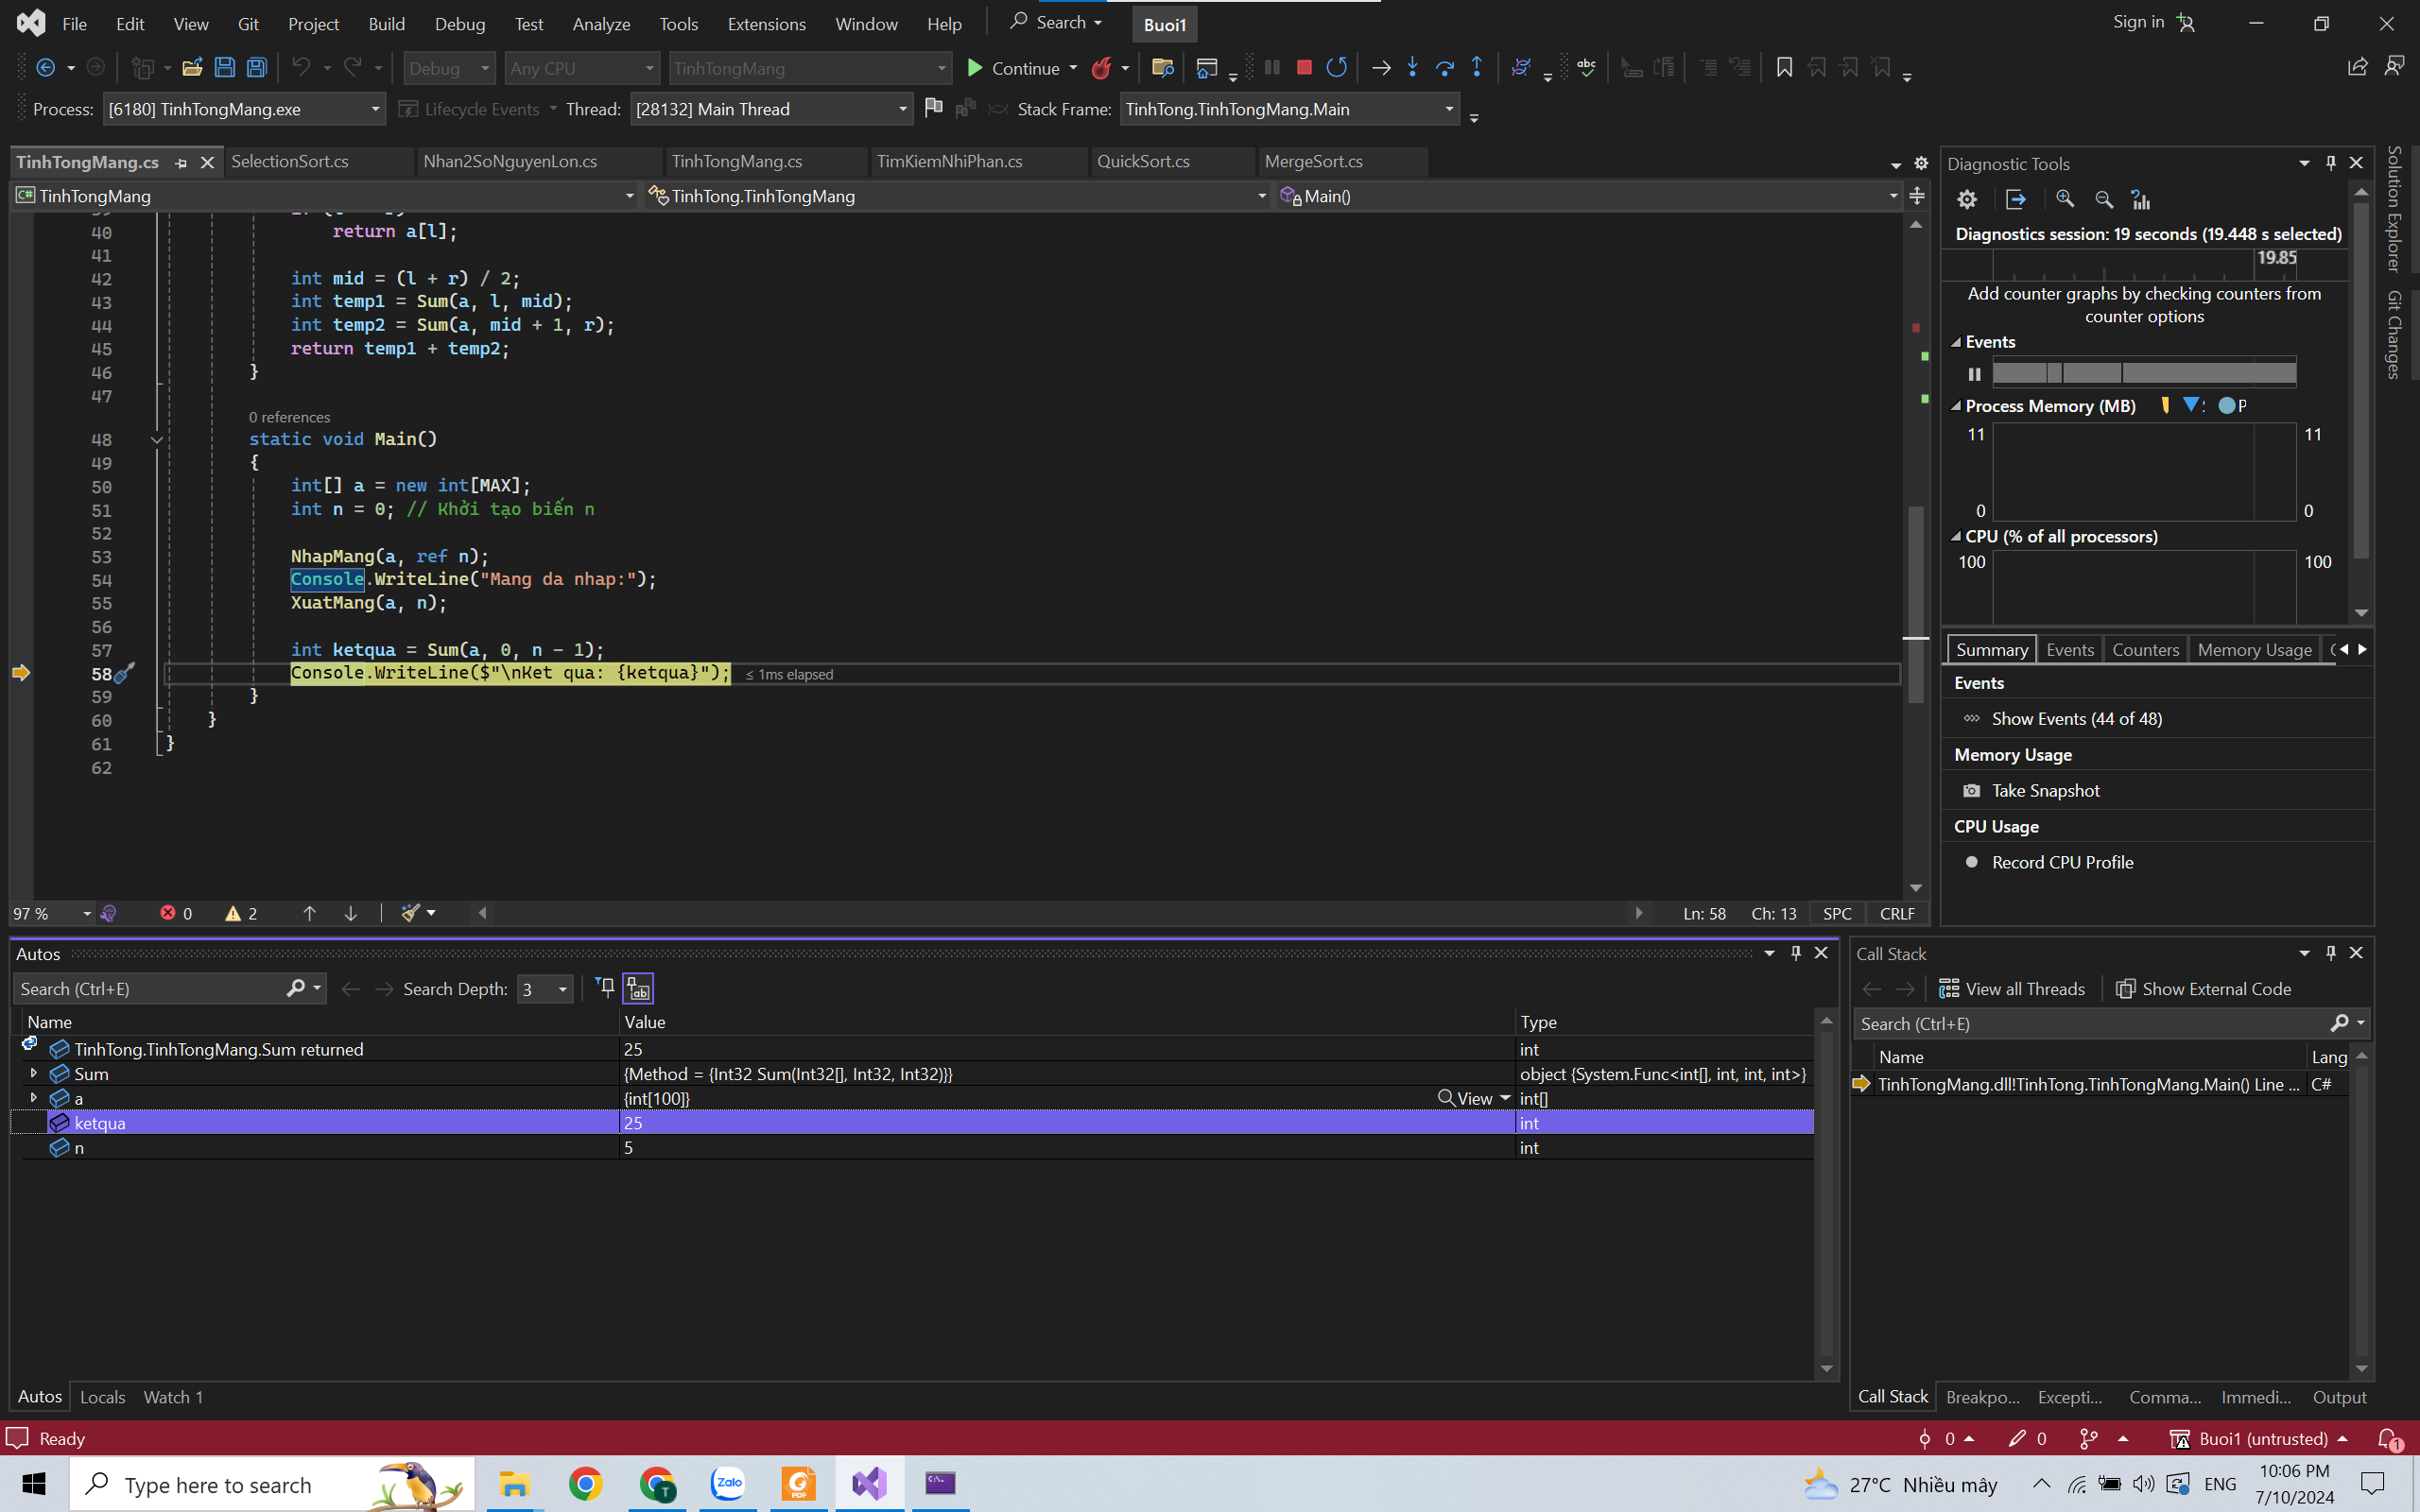 File Edit View Git Project Build Debug Test Analyze Tools Extensions Window Help Search Buoi1 Sign in
Debug Any CPU TinhTongMang Continue
Process: [6180] TinhTongMang.exe Lifecycle Events Thread: [28132] Main Thread Stack Frame: TinhTong.TinhTongMang.Main
TinhTongMang.cs SelectionSort.cs Nhan2SoNguyenLon.cs TinhTongMang.cs TimKiemNhiPhan.cs QuickSort.cs MergeSort.cs
C# TinhTongMang TinhTong.TinhTongMang Main()
40 return a[l];
41
42 int mid = (l + r) / 2;
43 int temp1 = Sum(a, l, mid);
44 int temp2 = Sum(a, mid + 1, r);
45 return temp1 + temp2;
46 }
47
0 references
48 static void Main()
49 {
50 int[] a = new int[MAX];
51 int n = 0; // Khởi tạo biến n
52
53 NhapMang(a, ref n);
54 Console.WriteLine("Mang da nhap:");
55 XuatMang(a, n);
56
57 int ketqua = Sum(a, 0, n - 1);
58 Console.WriteLine($"\nKet qua: {ketqua}"); ≤ 1ms elapsed
59 }
60 }
61 }
62
97 % 0 2 Ln: 58 Ch: 13 SPC CRLF
Diagnostic Tools
Diagnostics session: 19 seconds (19.448 s selected)
19.85
Add counter graphs by checking counters from
counter options
Events
Process Memory (MB) P
11 11
0 0
CPU (% of all processors)
100 100
Summary Events Counters Memory Usage
Events
Show Events (44 of 48)
Memory Usage
Take Snapshot
CPU Usage
Record CPU Profile
Solution Explorer
Git Changes
Autos
Search (Ctrl+E) Search Depth: 3
Name Value Type
TinhTong.TinhTongMang.Sum returned 25 int
Sum {Method = {Int32 Sum(Int32[], Int32, Int32)}} object {System.Func<int[], int, int, int>}
a {int[100]} View int[]
ketqua 25 int
n 5 int
Autos Locals Watch 1
Call Stack
View all Threads Show External Code
Search (Ctrl+E)
Name Lang
TinhTongMang.dll!TinhTong.TinhTongMang.Main() Line ... C#
Call Stack Breakpo... Excepti... Comma... Immedi... Output
Ready 0 0 Buoi1 (untrusted) 1
Type here to search Zalo T PDF 27°C Nhiều mây ENG 10:06 PM
7/10/2024